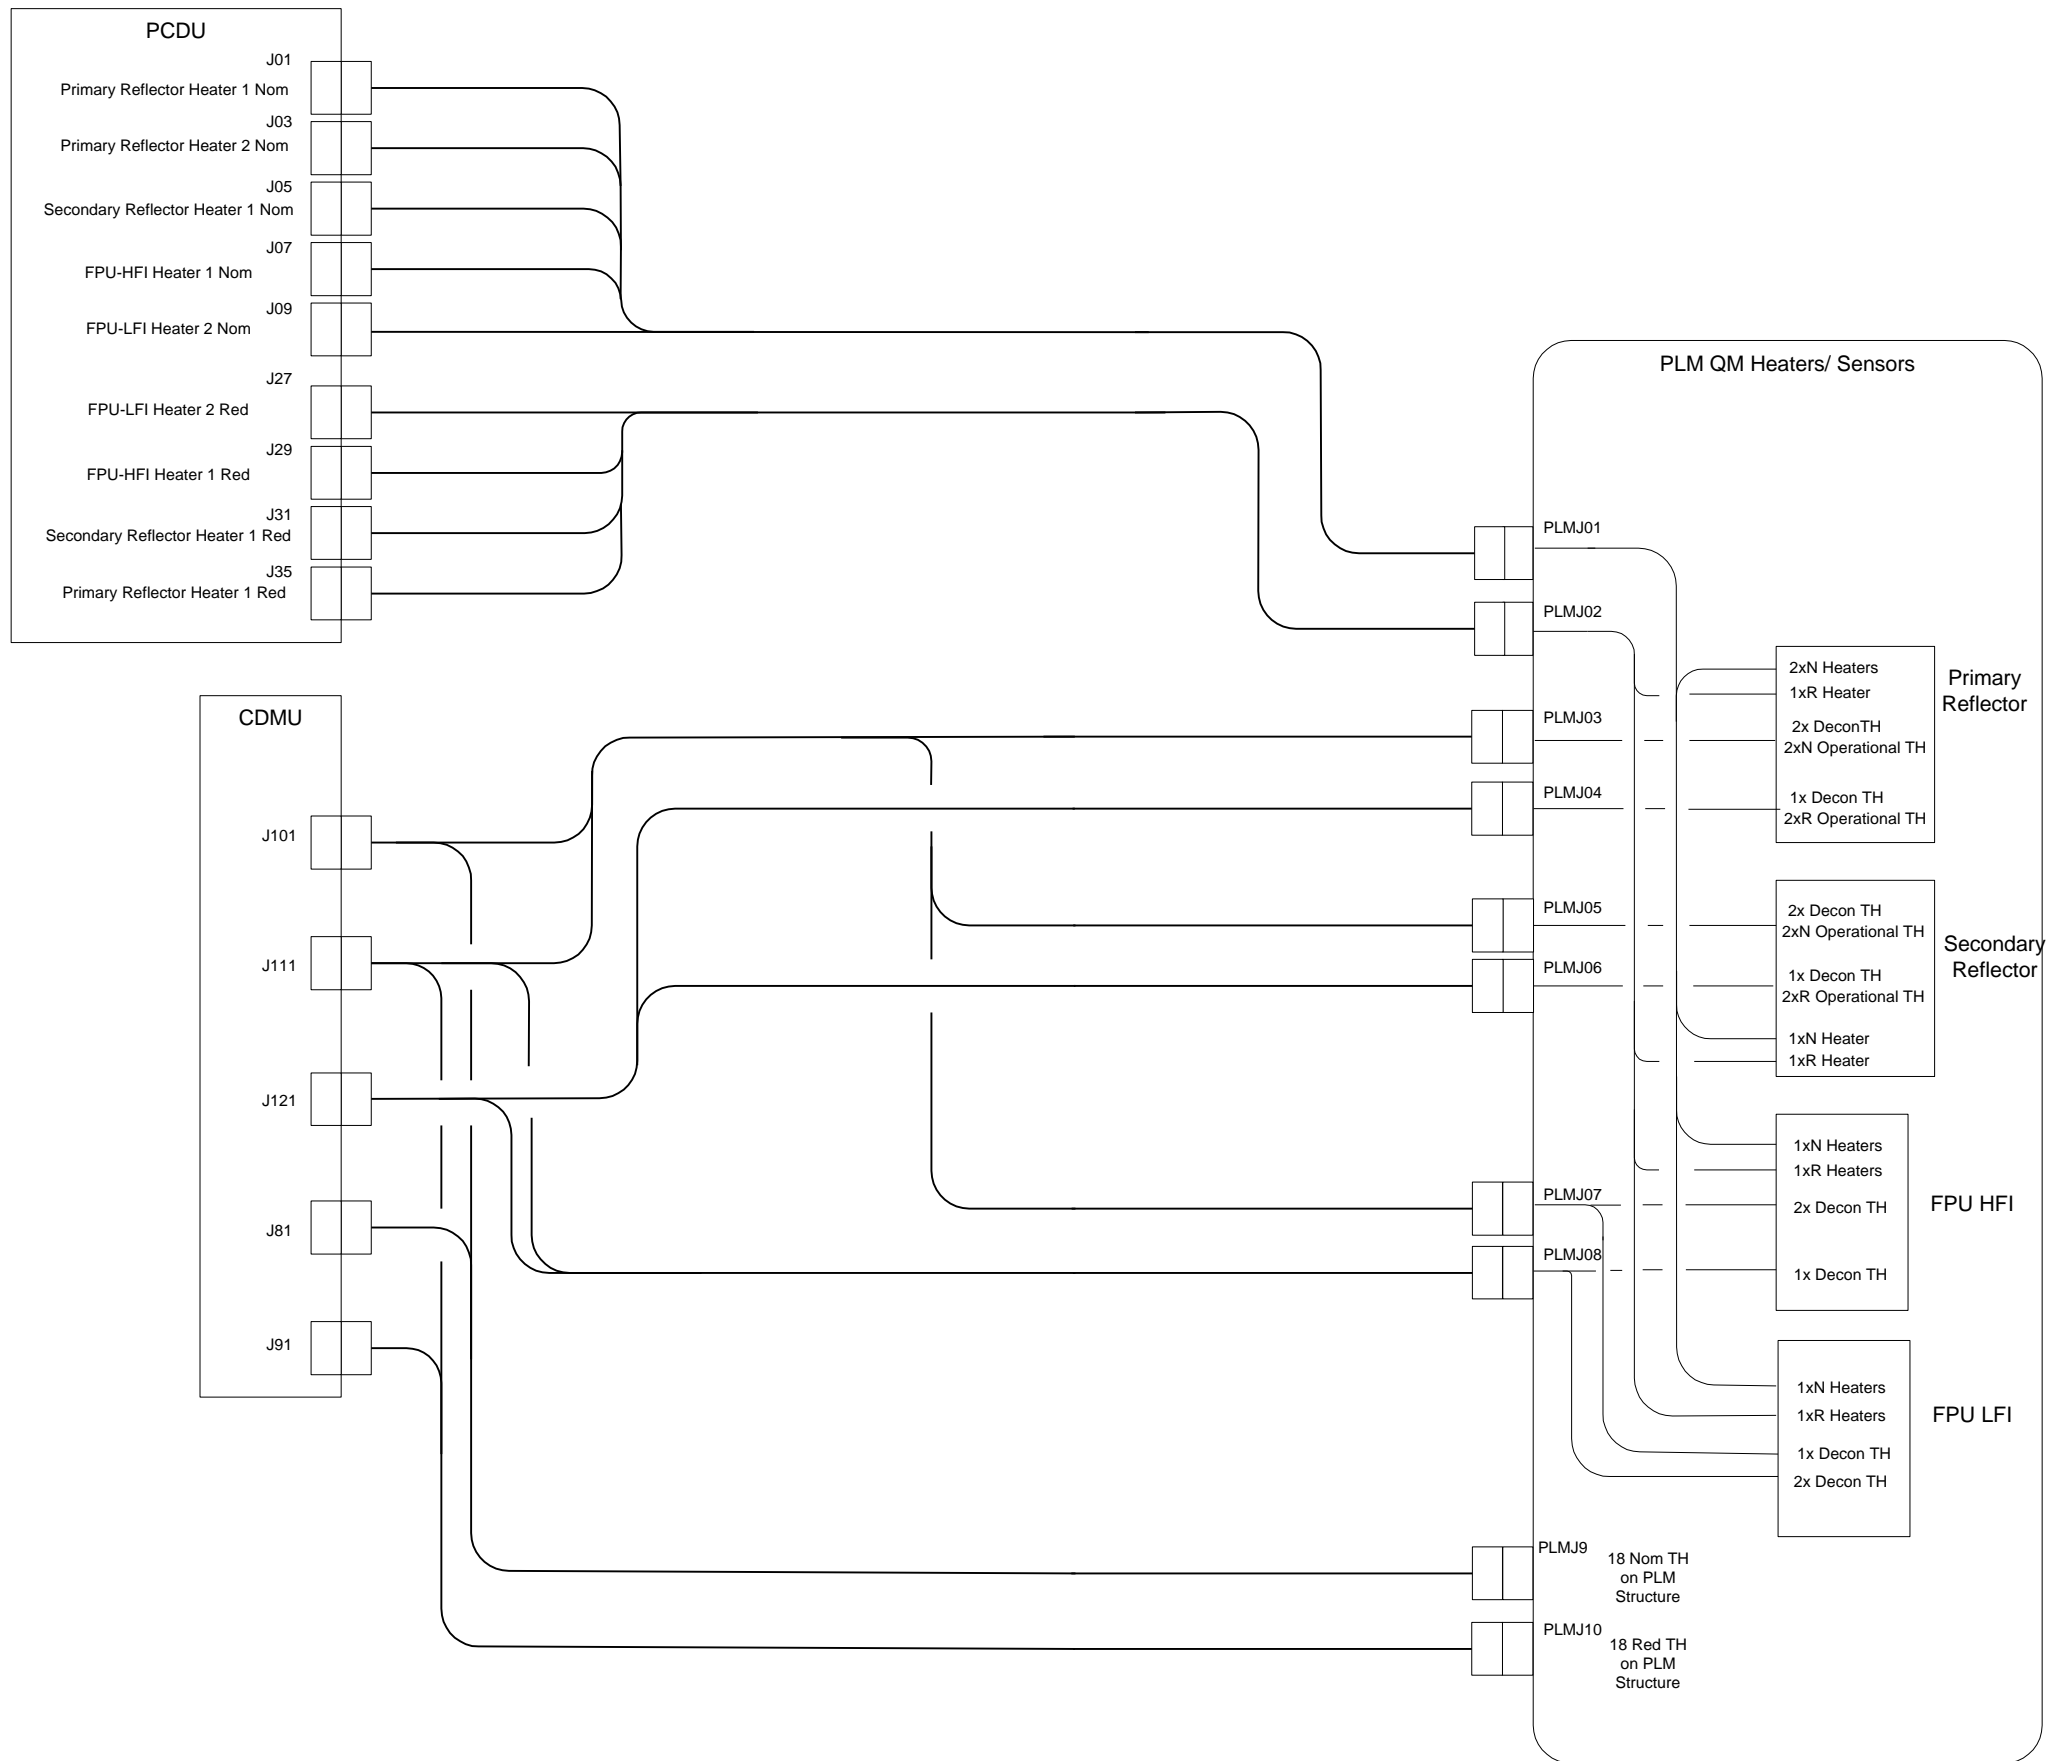 PCDU
J01
Primary Reflector Heater 1 Nom
J03
Primary Reflector Heater 2 Nom
J05
Secondary Reflector Heater 1 Nom
J07
FPU-HFI Heater 1 Nom
J09
FPU-LFI Heater 2 Nom
J27
FPU-LFI Heater 2 Red
J29
FPU-HFI Heater 1 Red
J31
Secondary Reflector Heater 1 Red
J35
Primary Reflector Heater 1 Red
CDMU
J101
J111
J121
J81
J91
PLM QM Heaters/ Sensors
PLMJ01
PLMJ02
PLMJ03
PLMJ04
PLMJ05
PLMJ06
PLMJ07
PLMJ08
PLMJ9
18 Nom TH
on PLM
Structure
PLMJ10
18 Red TH
on PLM
Structure
2xN Heaters
1xR Heater
2x DeconTH
2xN Operational TH
1x Decon TH
2xR Operational TH
Primary
Reflector
2x Decon TH
2xN Operational TH
1x Decon TH
2xR Operational TH
1xN Heater
1xR Heater
Secondary
Reflector
1xN Heaters
1xR Heaters
2x Decon TH
1x Decon TH
FPU HFI
1xN Heaters
1xR Heaters
1x Decon TH
2x Decon TH
FPU LFI